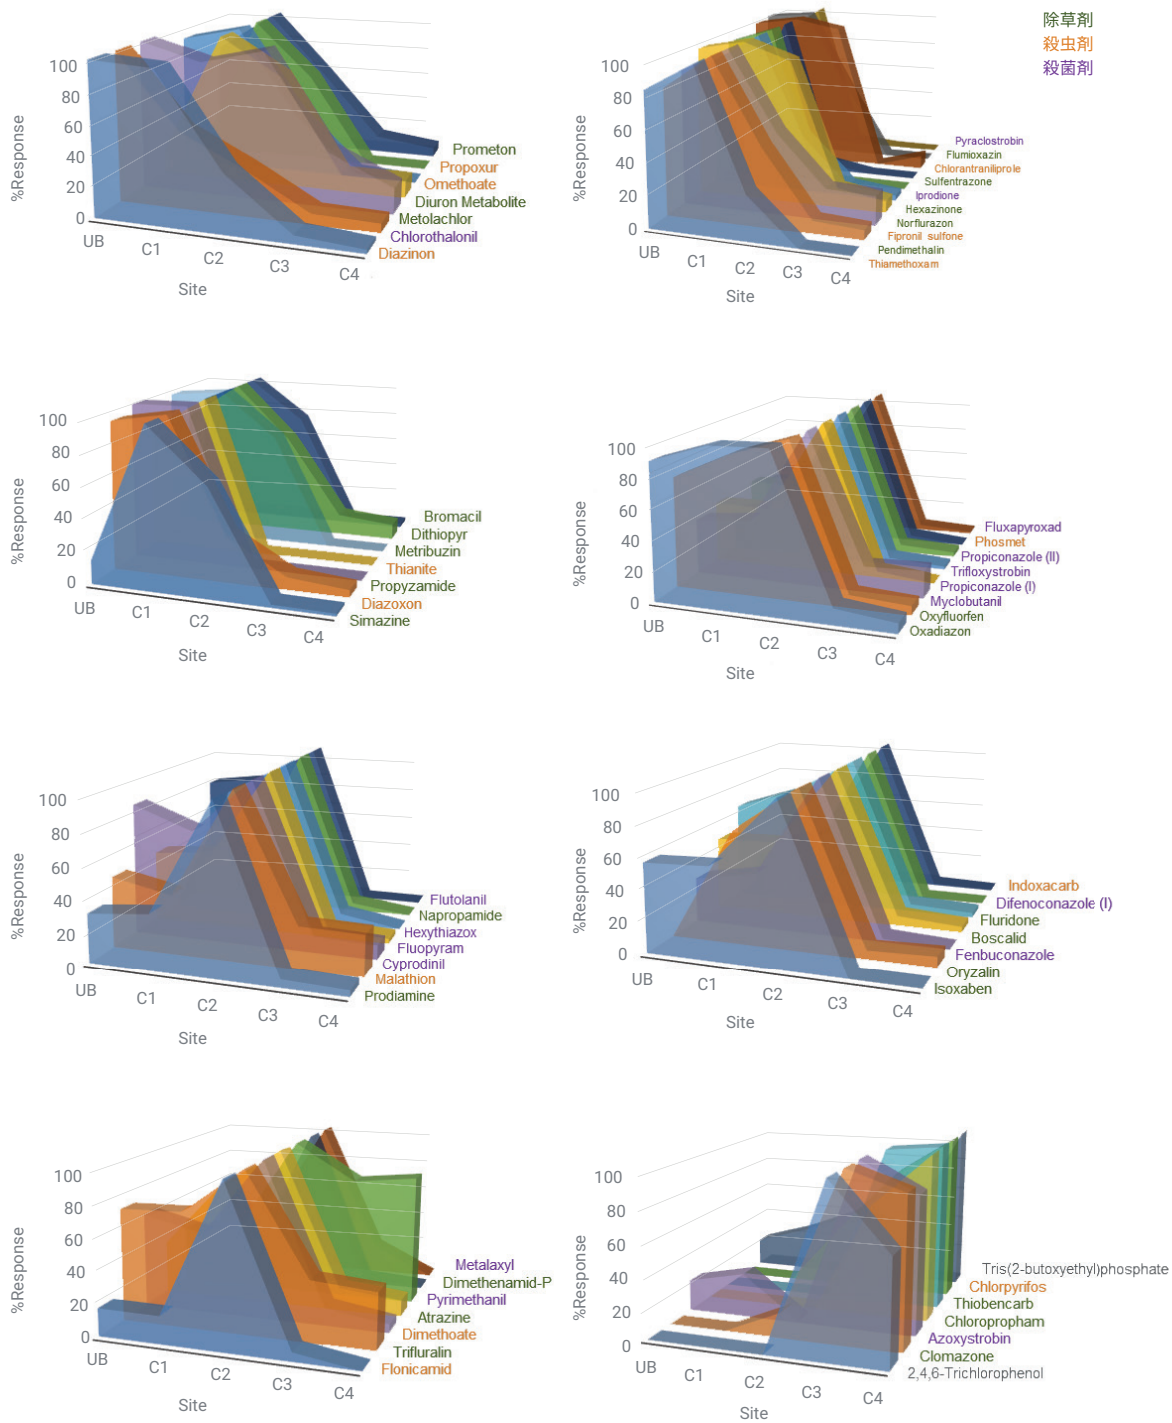 除草剤
殺虫剤
殺菌剤
%Response
100
80
60
40
20
0
UB
C1
C2
C3
C4
Site
Prometon
Propoxur
Omethoate
Diuron Metabolite
Metolachlor
Chlorothalonil
Diazinon
%Response
100
80
60
40
20
0
UB
C1
C2
C3
C4
Site
Pyraclostrobin
Flumioxazin
Chlorantraniliprole
Sulfentrazone
Iprodione
Hexazinone
Norflurazon
Fipronil sulfone
Pendimethalin
Thiamethoxam
%Response
100
80
60
40
20
0
UB
C1
C2
C3
C4
Site
Bromacil
Dithiopyr
Metribuzin
Thianite
Propyzamide
Diazoxon
Simazine
%Response
100
80
60
40
20
0
UB
C1
C2
C3
C4
Site
Fluxapyroxad
Phosmet
Propiconazole (II)
Trifloxystrobin
Propiconazole (I)
Myclobutanil
Oxyfluorfen
Oxadiazon
%Response
100
80
60
40
20
0
UB
C1
C2
C3
C4
Site
Flutolanil
Napropamide
Hexythiazox
Fluopyram
Cyprodinil
Malathion
Prodiamine
%Response
100
80
60
40
20
0
UB
C1
C2
C3
C4
Site
Indoxacarb
Difenoconazole (I)
Fluridone
Boscalid
Fenbuconazole
Oryzalin
Isoxaben
%Response
100
80
60
40
20
0
UB
C1
C2
C3
C4
Site
Metalaxyl
Dimethenamid-P
Pyrimethanil
Atrazine
Dimethoate
Trifluralin
Flonicamid
%Response
100
80
60
40
20
0
UB
C1
C2
C3
C4
Site
Tris(2-butoxyethyl)phosphate
Chlorpyrifos
Thiobencarb
Chloropropham
Azoxystrobin
Clomazone
2,4,6-Trichlorophenol